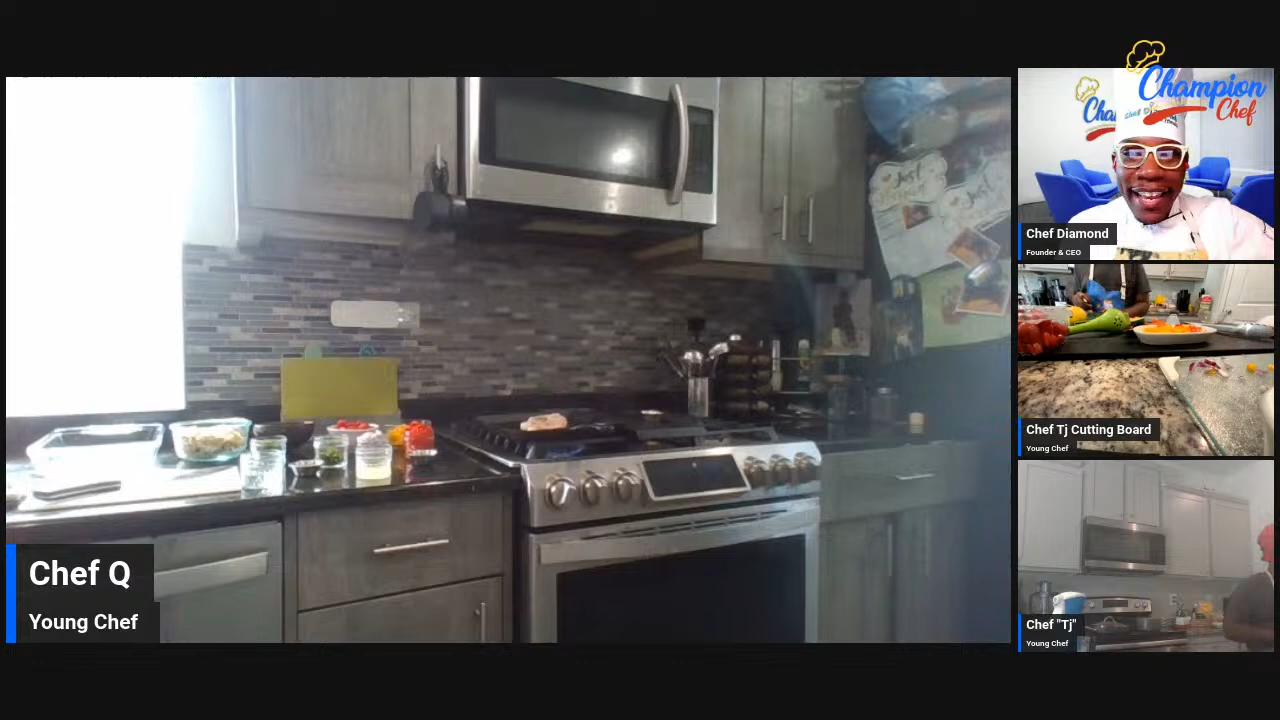 Chef Q
Young Chef
Champion
Chef
Chef Diamond
Founder & CEO
Chef Tj Cutting Board
Young Chef
Chef "Tj"
Young Chef